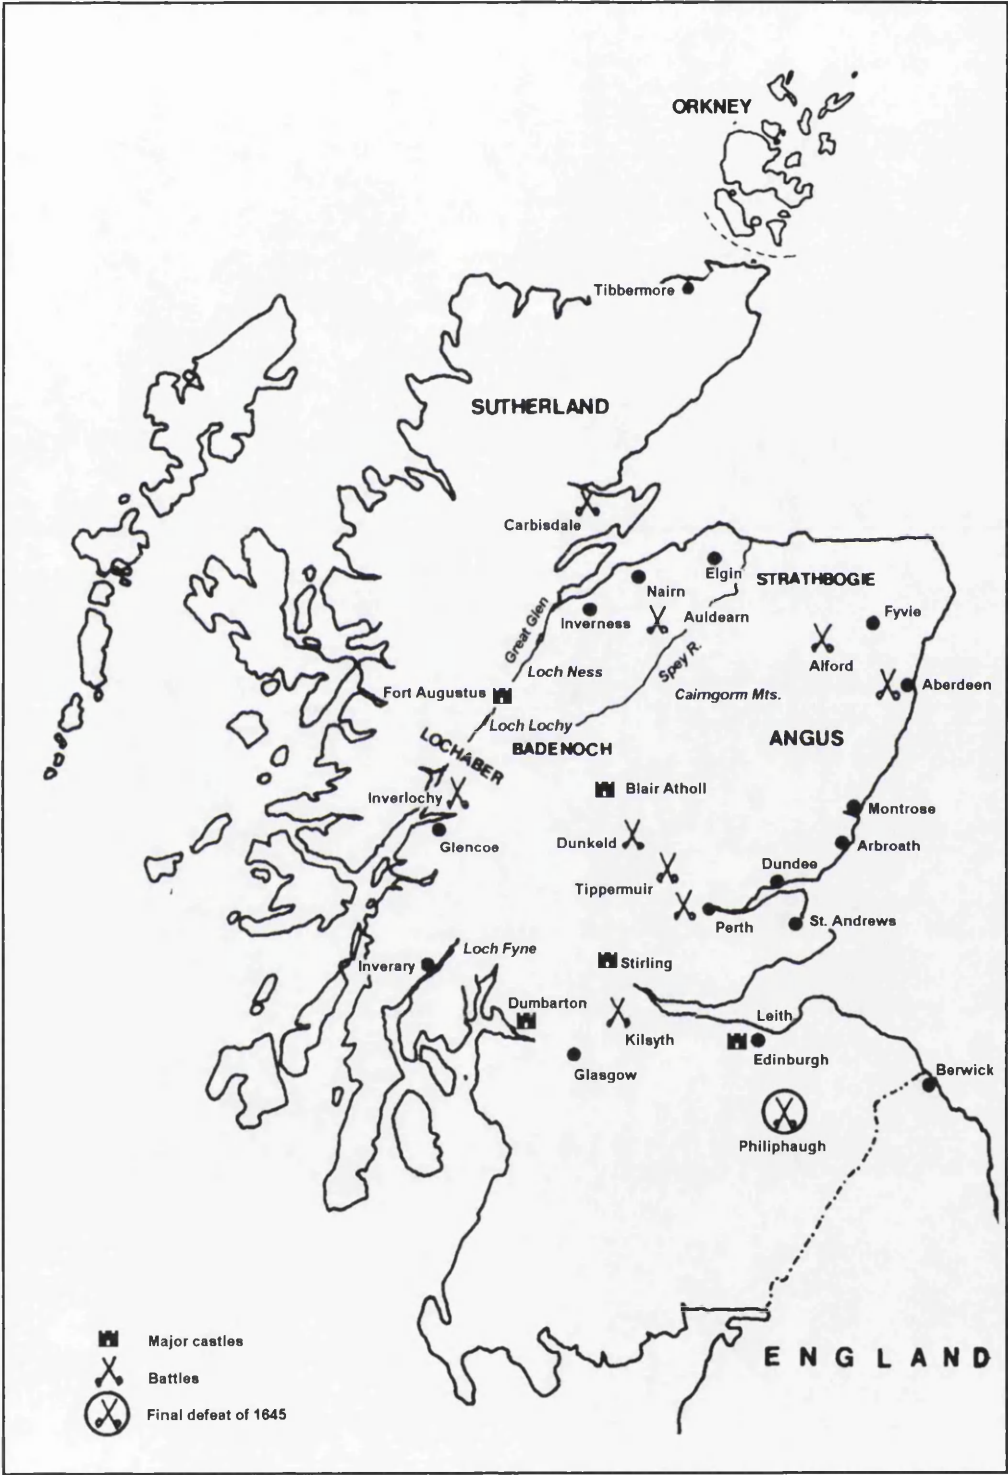 ORKNEY
Tibbermore
SUTHERLAND
Carbisdale
Elgin
STRATHBOGIE
Nairn
Great Glen
Inverness
Auldearn
Fyvie
Alford
Spey R.
Loch Ness
Fort Augustus
Cairngorm Mts.
Aberdeen
Loch Lochy
LOCHABER
BADENOCH
ANGUS
Inverlochy
Blair Atholl
Montrose
Glencoe
Dunkeld
Arbroath
Dundee
Tippermuir
Perth
St. Andrews
Loch Fyne
Inverary
Stirling
Dumbarton
Leith
Kilsyth
Edinburgh
Glasgow
Berwick
Philiphaugh
Major castles
Battles
Final defeat of 1645
ENGLAND